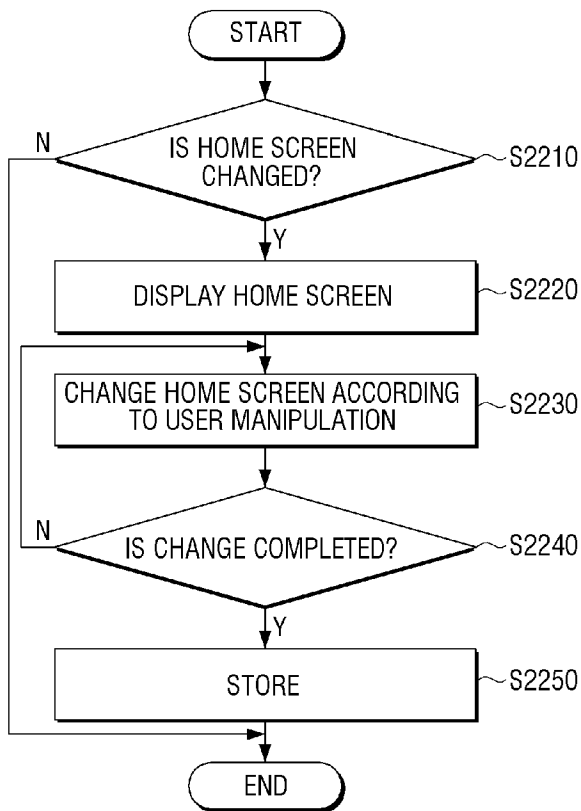 START
N
IS HOME SCREEN
CHANGED?
S2210
Y
DISPLAY HOME SCREEN
S2220
CHANGE HOME SCREEN ACCORDING
TO USER MANIPULATION
S2230
N
IS CHANGE COMPLETED?
S2240
Y
STORE
S2250
END